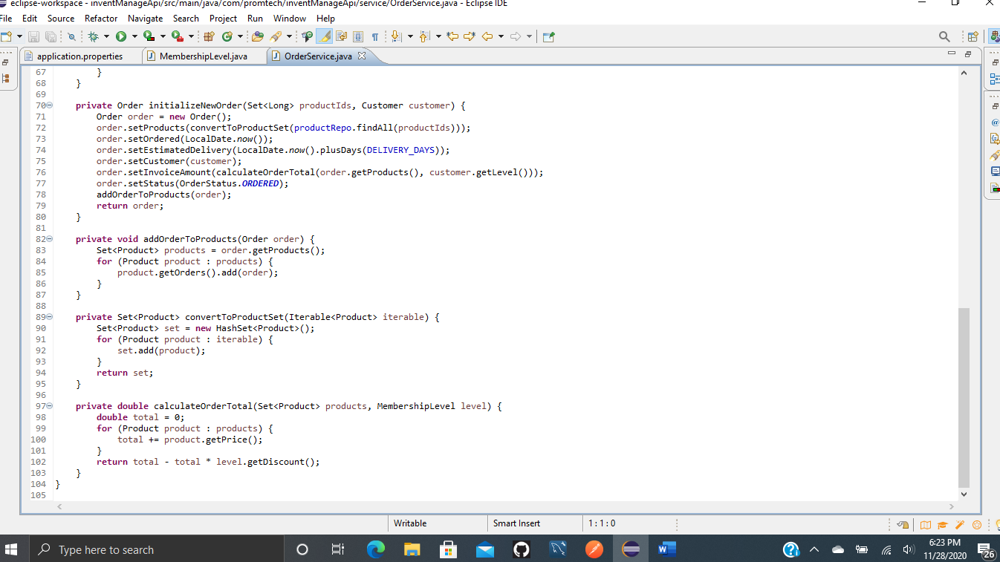 eclipse-workspace - inventManageApi/src/main/java/com/promtech/inventManageApi/service/OrderService.java - Eclipse IDE
File Edit Source Refactor Navigate Search Project Run Window Help
application.properties MembershipLevel.java OrderService.java
67 }
68 }
69
70 private Order initializeNewOrder(Set<Long> productIds, Customer customer) {
71 Order order = new Order();
72 order.setProducts(convertToProductSet(productRepo.findAll(productIds)));
73 order.setOrdered(LocalDate.now());
74 order.setEstimatedDelivery(LocalDate.now().plusDays(DELIVERY_DAYS));
75 order.setCustomer(customer);
76 order.setInvoiceAmount(calculateOrderTotal(order.getProducts(), customer.getLevel()));
77 order.setStatus(OrderStatus.ORDERED);
78 addOrderToProducts(order);
79 return order;
80 }
81
82 private void addOrderToProducts(Order order) {
83 Set<Product> products = order.getProducts();
84 for (Product product : products) {
85 product.getOrders().add(order);
86 }
87 }
88
89 private Set<Product> convertToProductSet(Iterable<Product> iterable) {
90 Set<Product> set = new HashSet<Product>();
91 for (Product product : iterable) {
92 set.add(product);
93 }
94 return set;
95 }
96
97 private double calculateOrderTotal(Set<Product> products, MembershipLevel level) {
98 double total = 0;
99 for (Product product : products) {
100 total += product.getPrice();
101 }
102 return total - total * level.getDiscount();
103 }
104 }
105
Writable Smart Insert 1 : 1 : 0
Type here to search
6:23 PM
11/28/2020
26